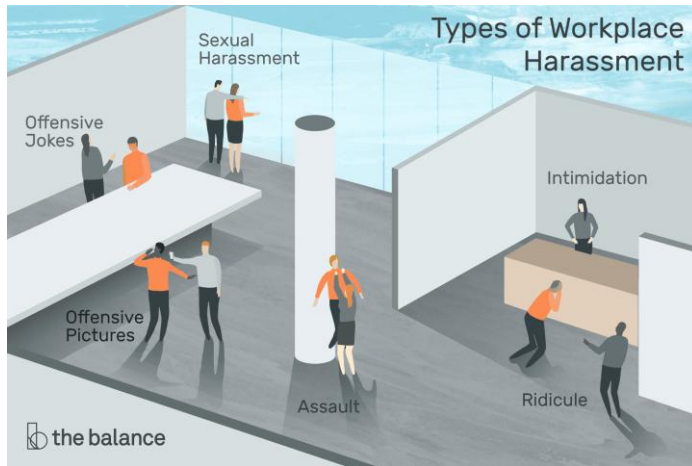 Types of Workplace
Harassment
Sexual
Harassment
Offensive
Jokes
Intimidation
Offensive
Pictures
Assault
Ridicule
the balance